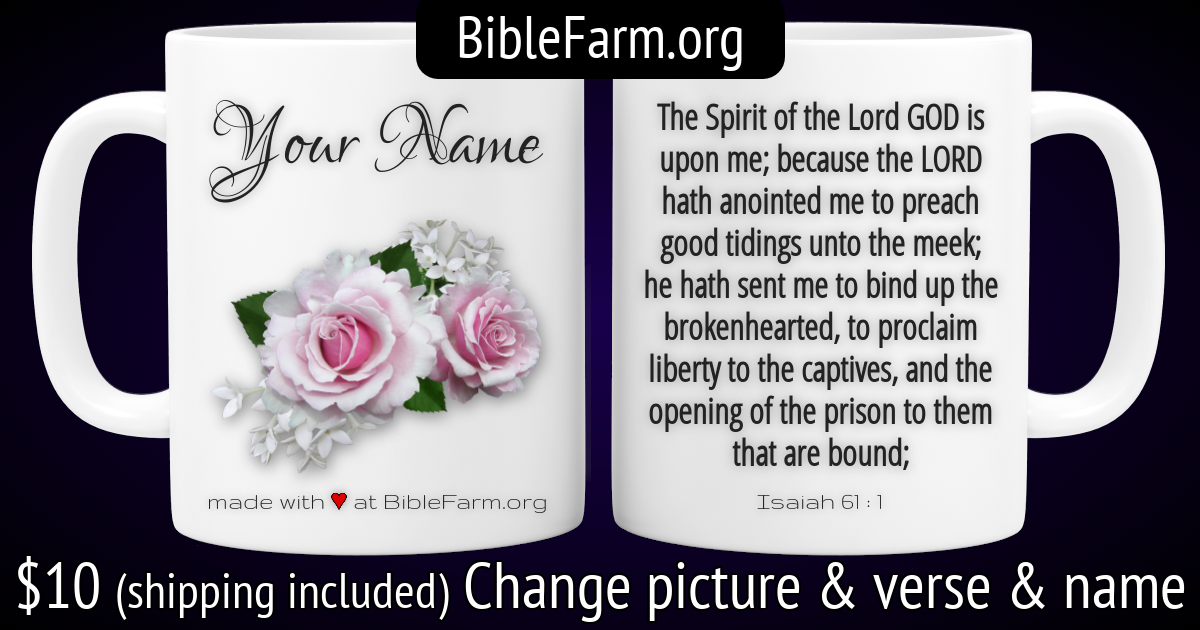 BibleFarm.org
Your Name
made with ♥ at BibleFarm.org
The Spirit of the Lord GOD is
upon me; because the LORD
hath anointed me to preach
good tidings unto the meek;
he hath sent me to bind up the
brokenhearted, to proclaim
liberty to the captives, and the
opening of the prison to them
that are bound;
Isaiah 61 : 1
$10 (shipping included) Change picture & verse & name